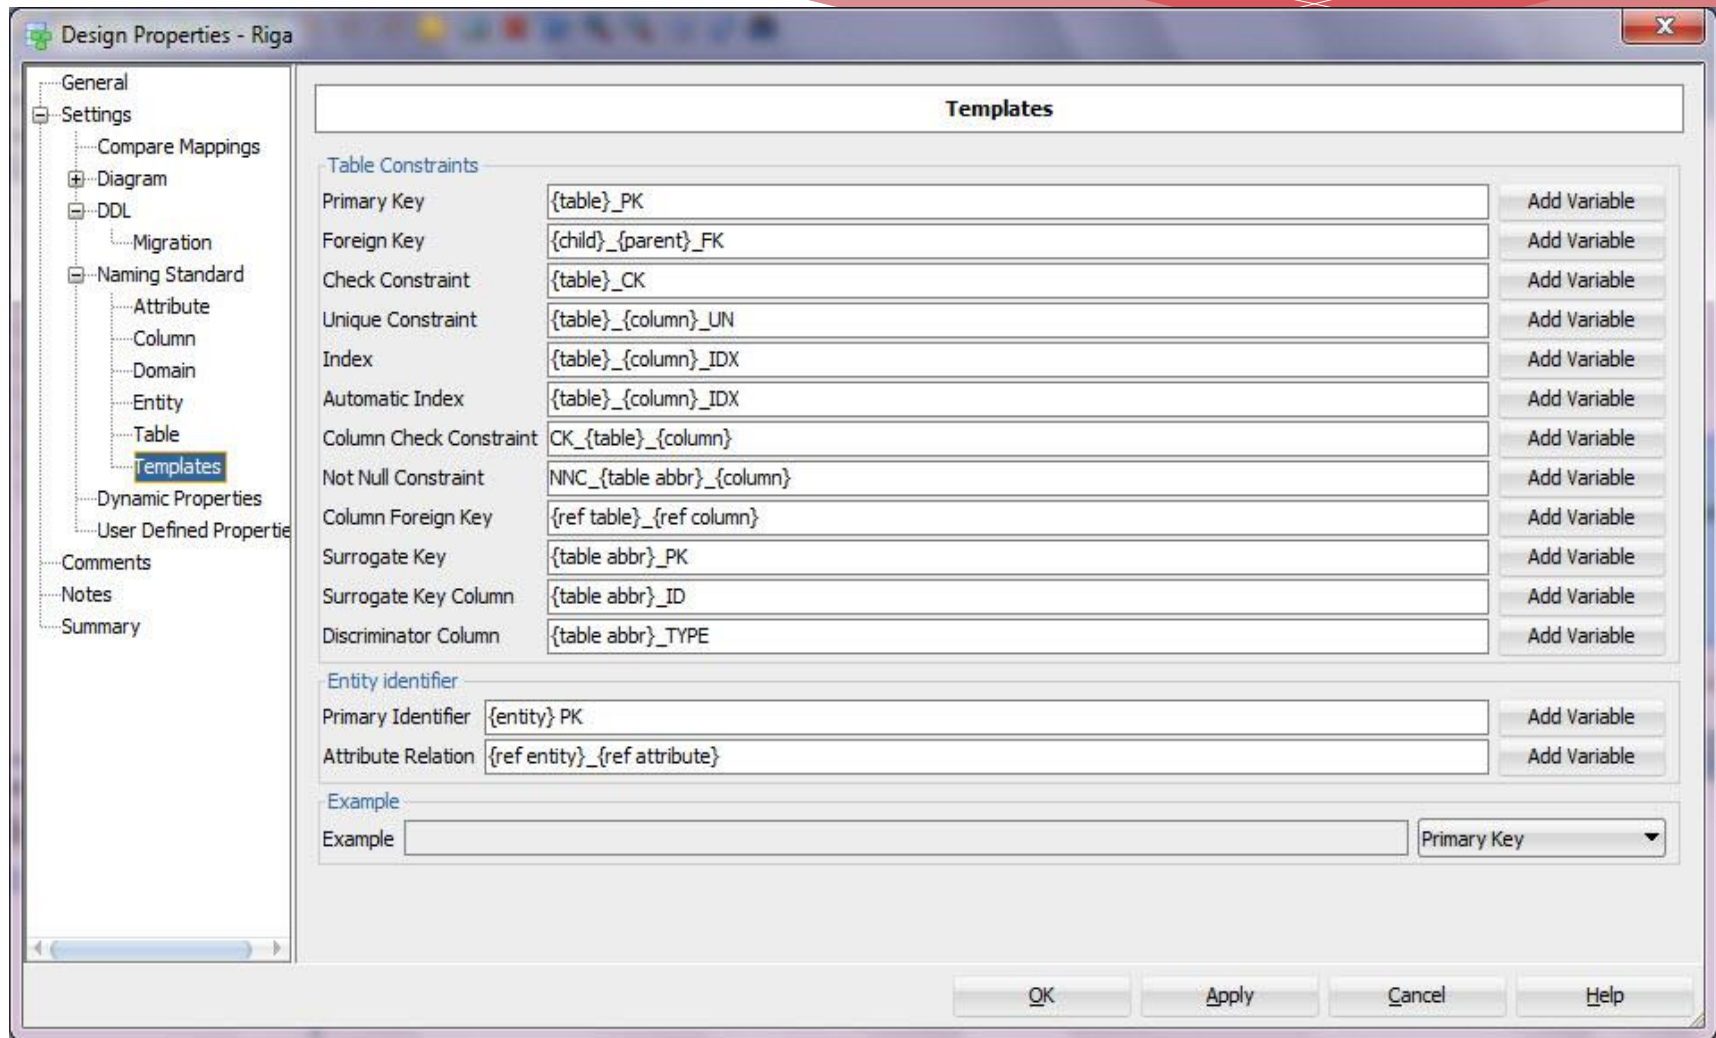 Design Properties - Riga
X
General
Settings
Compare Mappings
Diagram
DDL
Migration
Naming Standard
Attribute
Column
Domain
Entity
Table
Templates
Dynamic Properties
User Defined Propertie
Comments
Notes
Summary
Templates
Table Constraints
Primary Key {table}_PK Add Variable
Foreign Key {child}_{parent}_FK Add Variable
Check Constraint {table}_CK Add Variable
Unique Constraint {table}_{column}_UN Add Variable
Index {table}_{column}_IDX Add Variable
Automatic Index {table}_{column}_IDX Add Variable
Column Check Constraint CK_{table}_{column} Add Variable
Not Null Constraint NNC_{table abbr}_{column} Add Variable
Column Foreign Key {ref table}_{ref column} Add Variable
Surrogate Key {table abbr}_PK Add Variable
Surrogate Key Column {table abbr}_ID Add Variable
Discriminator Column {table abbr}_TYPE Add Variable
Entity identifier
Primary Identifier {entity} PK Add Variable
Attribute Relation {ref entity}_{ref attribute} Add Variable
Example
Example Primary Key
OK Apply Cancel Help